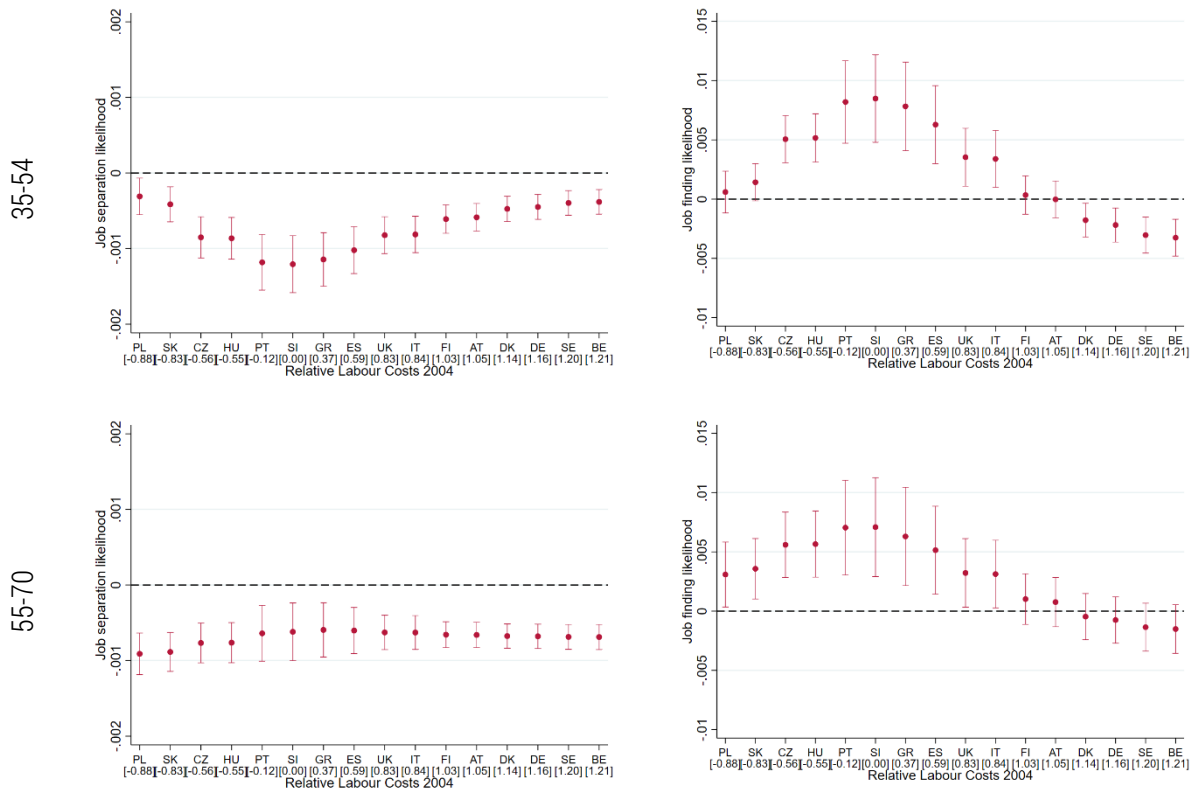 35-54
Job separation likelihood
.002
.001
0
-.001
-.002
PL SK CZ HU PT SI GR ES UK IT FI AT DK DE SE BE
[-0.88] [-0.83] [-0.56] [-0.55] [-0.12] [0.00] [0.37] [0.59] [0.83] [0.84] [1.03] [1.05] [1.14] [1.16] [1.20] [1.21]
Relative Labour Costs 2004
Job finding likelihood
.015
.01
.005
0
-.005
-.01
PL SK CZ HU PT SI GR ES UK IT FI AT DK DE SE BE
[-0.88] [-0.83] [-0.56] [-0.55] [-0.12] [0.00] [0.37] [0.59] [0.83] [0.84] [1.03] [1.05] [1.14] [1.16] [1.20] [1.21]
Relative Labour Costs 2004
55-70
Job separation likelihood
.002
.001
0
-.001
-.002
PL SK CZ HU PT SI GR ES UK IT FI AT DK DE SE BE
[-0.88] [-0.83] [-0.56] [-0.55] [-0.12] [0.00] [0.37] [0.59] [0.83] [0.84] [1.03] [1.05] [1.14] [1.16] [1.20] [1.21]
Relative Labour Costs 2004
Job finding likelihood
.015
.01
.005
0
-.005
-.01
PL SK CZ HU PT SI GR ES UK IT FI AT DK DE SE BE
[-0.88] [-0.83] [-0.56] [-0.55] [-0.12] [0.00] [0.37] [0.59] [0.83] [0.84] [1.03] [1.05] [1.14] [1.16] [1.20] [1.21]
Relative Labour Costs 2004